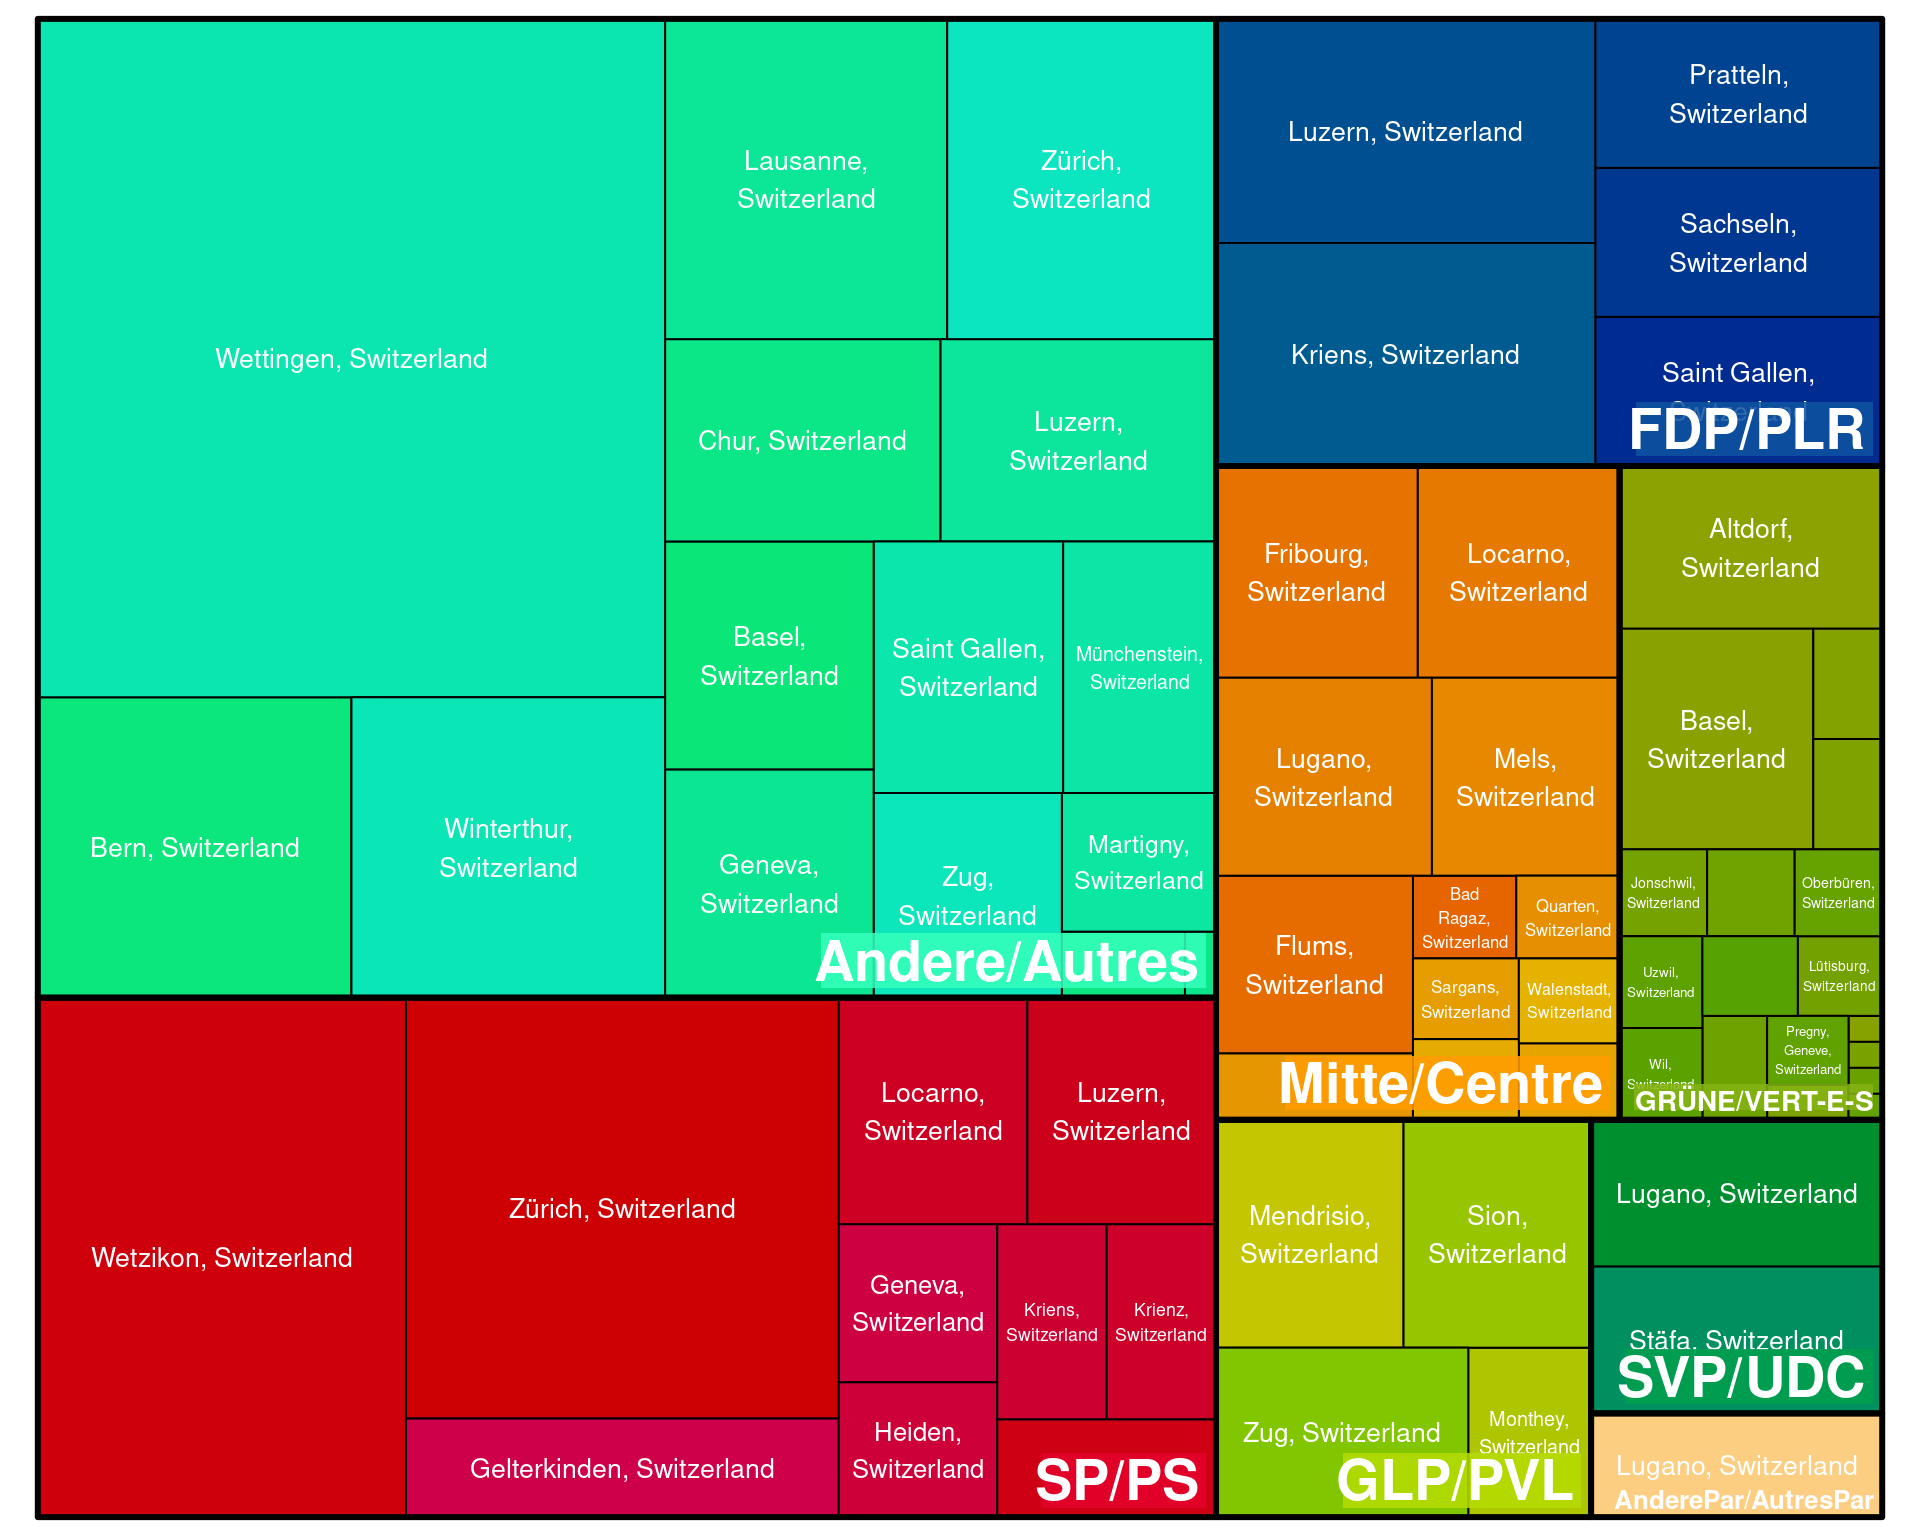 Wettingen, Switzerland
Lausanne,
Switzerland
Zürich,
Switzerland
Chur, Switzerland
Luzern,
Switzerland
Basel,
Switzerland
Saint Gallen,
Switzerland
Münchenstein,
Switzerland
Bern, Switzerland
Winterthur,
Switzerland
Geneva,
Switzerland
Zug,
Switzerland
Martigny,
Switzerland
Andere/Autres
Luzern, Switzerland
Pratteln,
Switzerland
Sachseln,
Switzerland
Kriens, Switzerland
Saint Gallen,
Switzerland
FDP/PLR
Fribourg,
Switzerland
Locarno,
Switzerland
Lugano,
Switzerland
Mels,
Switzerland
Flums,
Switzerland
Bad
Ragaz,
Switzerland
Quarten,
Switzerland
Sargans,
Switzerland
Walenstadt,
Switzerland
Mitte/Centre
Altdorf,
Switzerland
Basel,
Switzerland
Jonschwil,
Switzerland
Oberbüren,
Switzerland
Uzwil,
Switzerland
Lütisburg,
Switzerland
Wil,
Switzerland
Pregny,
Geneve,
Switzerland
GRÜNE/VERT-E-S
Wetzikon, Switzerland
Zürich, Switzerland
Gelterkinden, Switzerland
Locarno,
Switzerland
Luzern,
Switzerland
Geneva,
Switzerland
Kriens,
Switzerland
Krienz,
Switzerland
Heiden,
Switzerland
SP/PS
Mendrisio,
Switzerland
Sion,
Switzerland
Zug, Switzerland
Monthey,
Switzerland
GLP/PVL
Lugano, Switzerland
Stäfa, Switzerland
SVP/UDC
Lugano, Switzerland
AnderePar/AutresPar